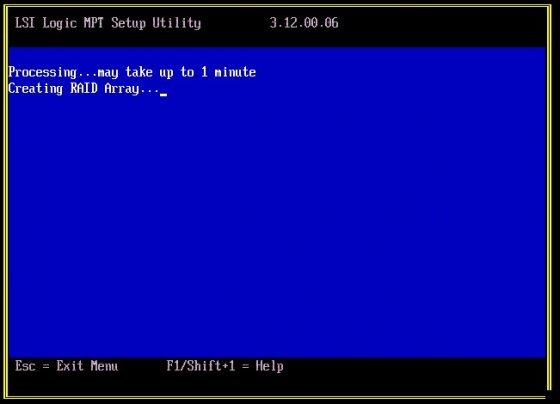 LSI Logic MPT Setup Utility 3.12.00.06
Processing...may take up to 1 minute
Creating RAID Array..._
Esc = Exit Menu F1/Shift+1 = Help